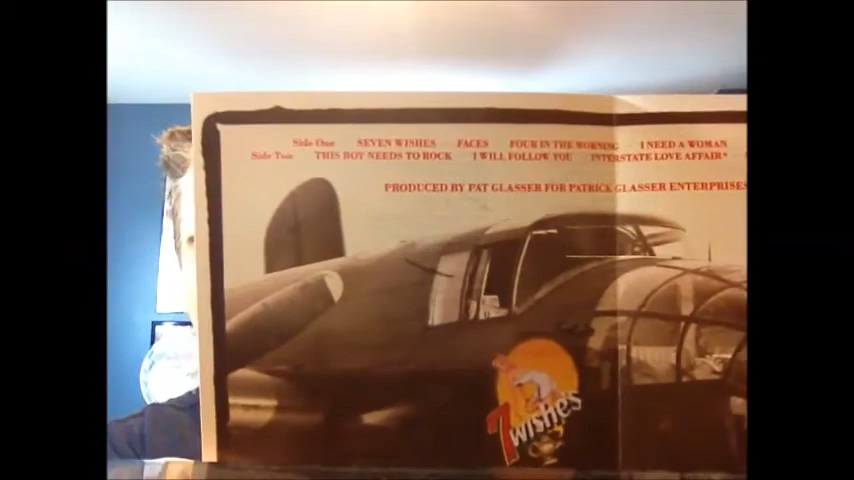 Side One SEVEN WISHES FACES FOUR IN THE MORNING I NEED A WOMAN
Side Two THIS BOY NEEDS TO ROCK I WILL FOLLOW YOU INTERSTATE LOVE AFFAIR*
PRODUCED BY PAT GLASSER FOR PATRICK GLASSER ENTERPRISES
7
wishes